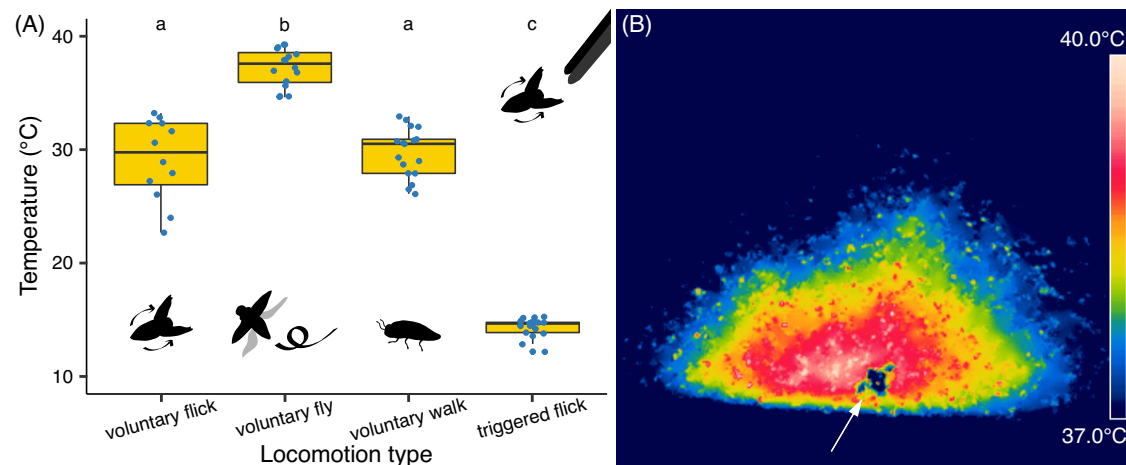 (A)
a b a c
Temperature (°C)
40
30
20
10
voluntary flick
voluntary fly
voluntary walk
triggered flick
Locomotion type
(B)
40.0°C
37.0°C